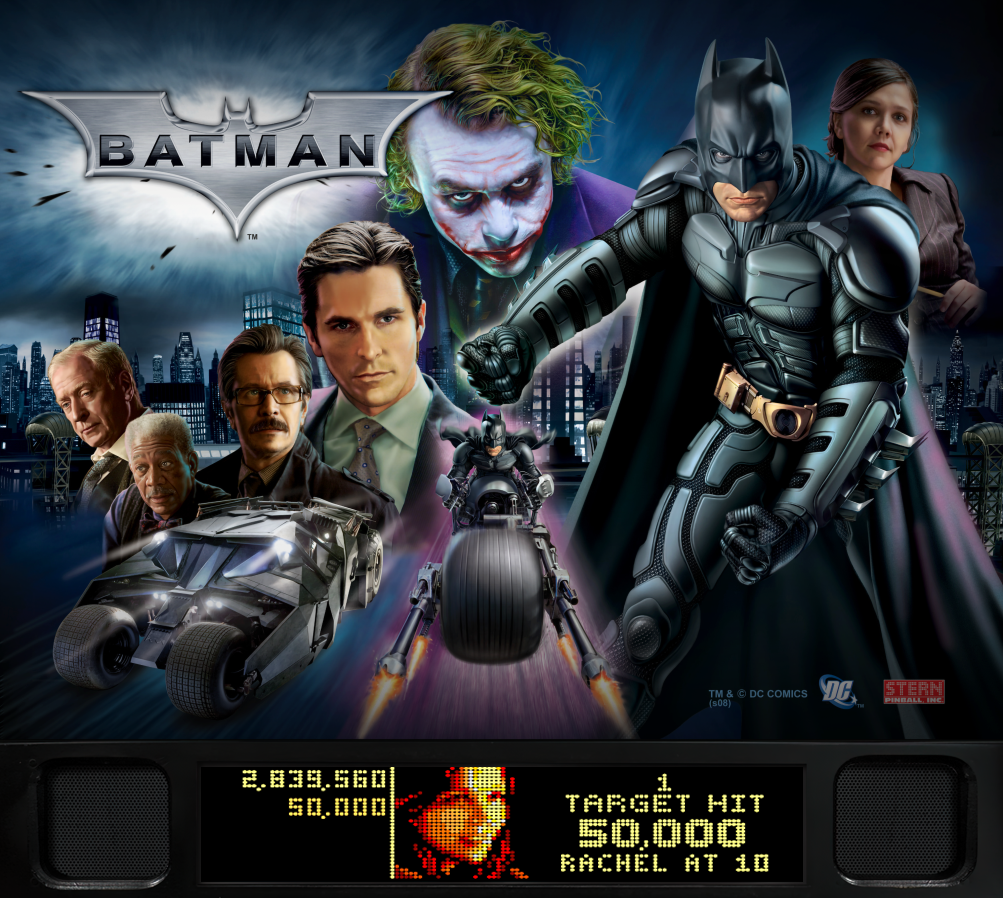 BATMAN
TM
TM & © DC COMICS
(s08)
DC
TM
STERN
PINBALL, INC.
2,839,560
50,000
1
TARGET HIT
50,000
RACHEL AT 10